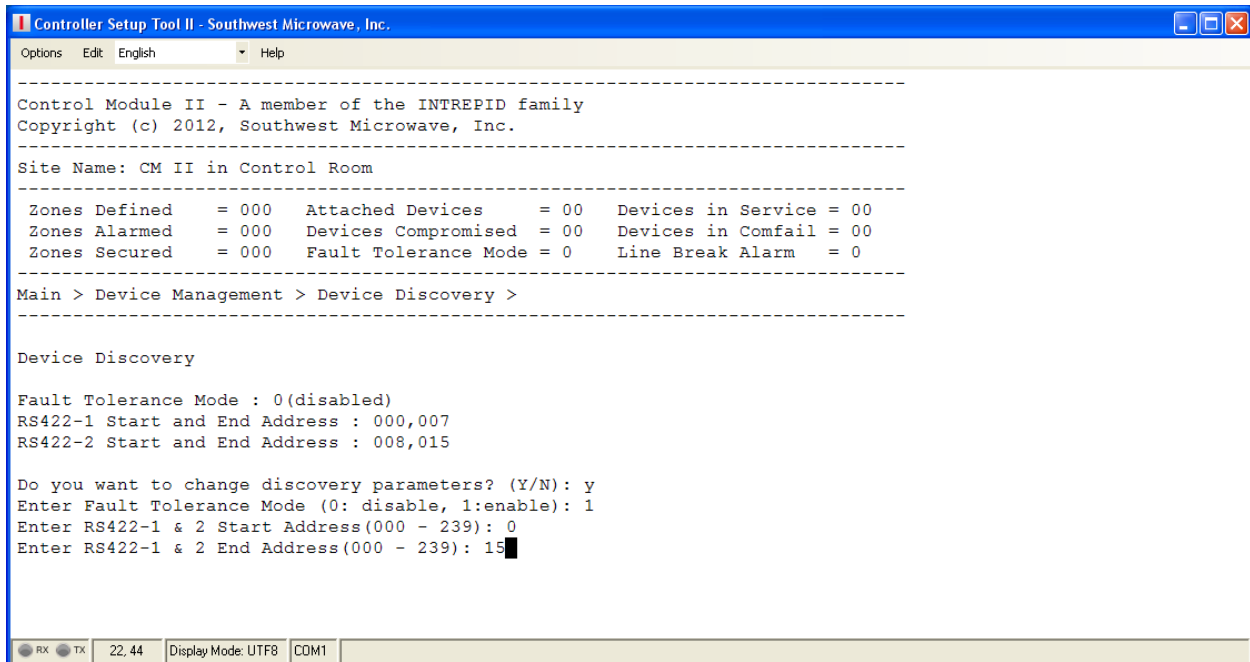 Controller Setup Tool II - Southwest Microwave, Inc.
Options Edit English Help
--------------------------------------------------------------------------------
Control Module II - A member of the INTREPID family
Copyright (c) 2012, Southwest Microwave, Inc.
--------------------------------------------------------------------------------
Site Name: CM II in Control Room
--------------------------------------------------------------------------------
Zones Defined = 000 Attached Devices = 00 Devices in Service = 00
Zones Alarmed = 000 Devices Compromised = 00 Devices in Comfail = 00
Zones Secured = 000 Fault Tolerance Mode = 0 Line Break Alarm = 0
--------------------------------------------------------------------------------
Main > Device Management > Device Discovery >
--------------------------------------------------------------------------------
Device Discovery
Fault Tolerance Mode : 0(disabled)
RS422-1 Start and End Address : 000,007
RS422-2 Start and End Address : 008,015
Do you want to change discovery parameters? (Y/N): y
Enter Fault Tolerance Mode (0: disable, 1:enable): 1
Enter RS422-1 & 2 Start Address(000 - 239): 0
Enter RS422-1 & 2 End Address(000 - 239): 15
RX TX 22, 44 Display Mode: UTF8 COM1